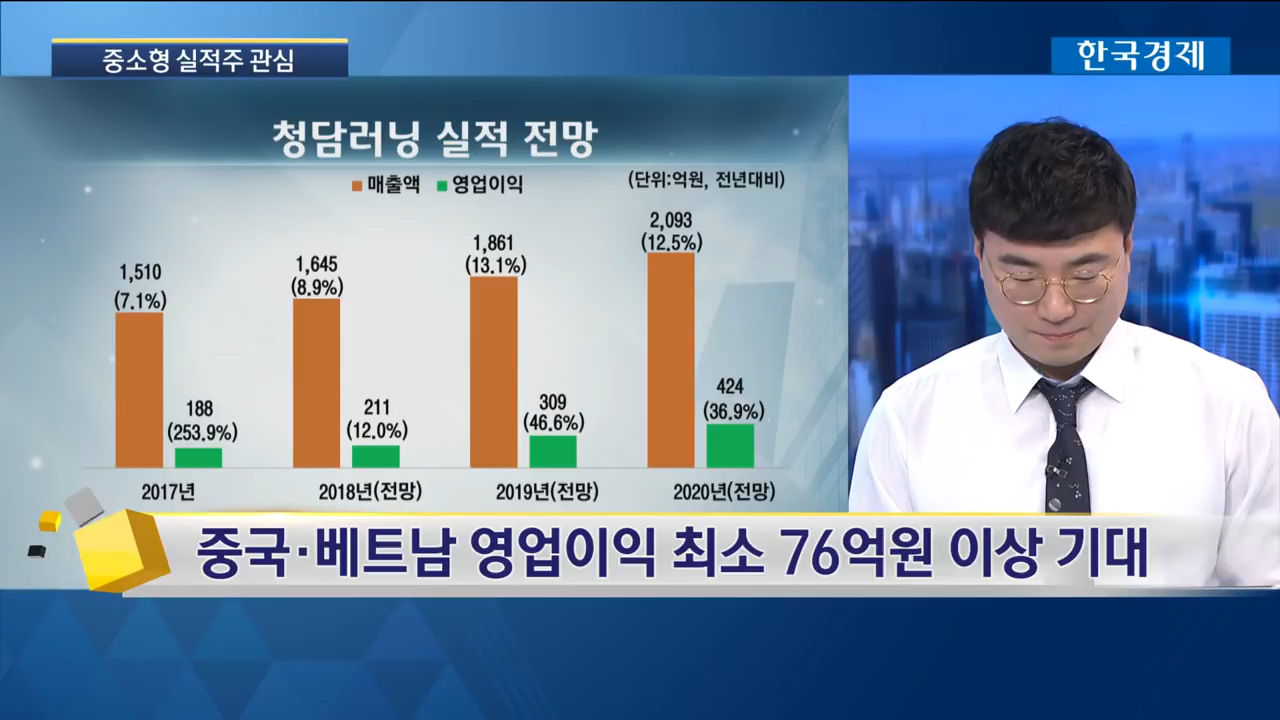 중소형 실적주 관심
한국경제
청담러닝 실적 전망
매출액 영업이익 (단위:억원, 전년대비)
1,510
(7.1%)
188
(253.9%)
1,645
(8.9%)
211
(12.0%)
1,861
(13.1%)
309
(46.6%)
2,093
(12.5%)
424
(36.9%)
2017년 2018년(전망) 2019년(전망) 2020년(전망)
중국·베트남 영업이익 최소 76억원 이상 기대